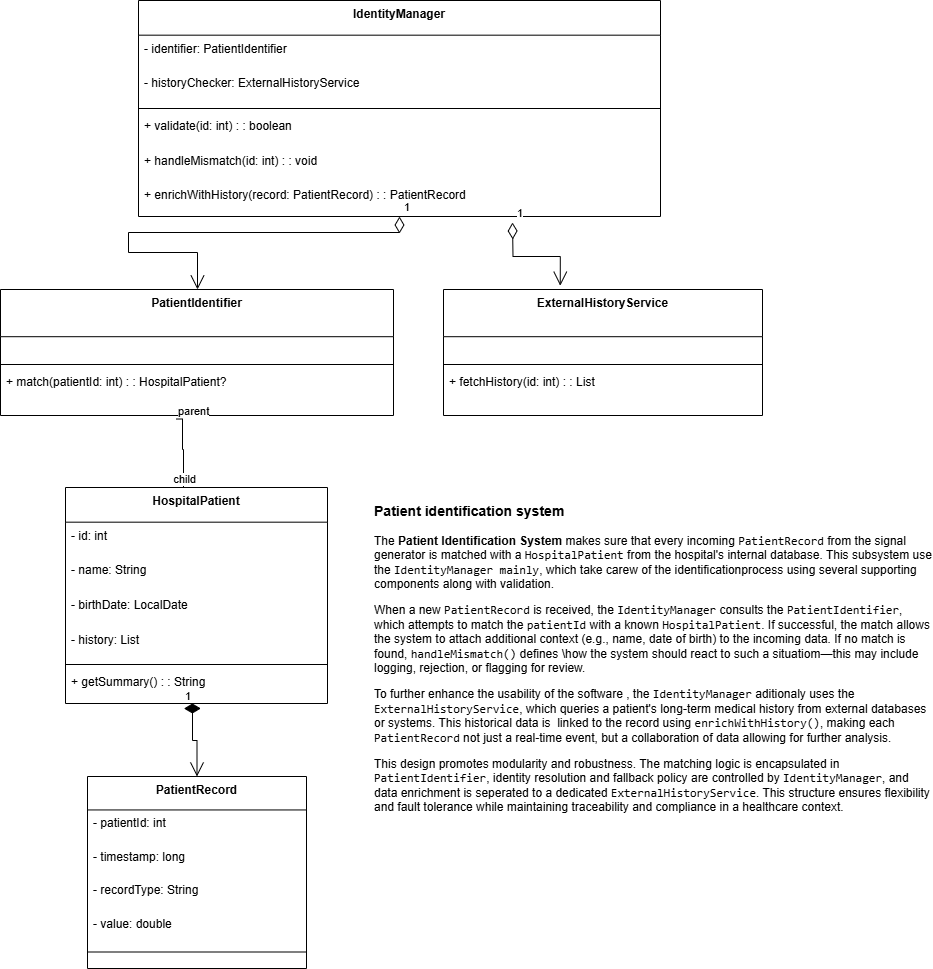 IdentityManager
- identifier: PatientIdentifier
- historyChecker: ExternalHistoryService
+ validate(id: int) : : boolean
+ handleMismatch(id: int) : : void
+ enrichWithHistory(record: PatientRecord) : : PatientRecord
1
1
PatientIdentifier
+ match(patientId: int) : : HospitalPatient?
ExternalHistoryService
+ fetchHistory(id: int) : : List
parent
child
HospitalPatient
- id: int
- name: String
- birthDate: LocalDate
- history: List
+ getSummary() : : String
1
PatientRecord
- patientId: int
- timestamp: long
- recordType: String
- value: double
Patient identification system
The Patient Identification System makes sure that every incoming PatientRecord from the signal
generator is matched with a HospitalPatient from the hospital's internal database. This subsystem use
the IdentityManager mainly, which take carew of the identificationprocess using several supporting
components along with validation.
When a new PatientRecord is received, the IdentityManager consults the PatientIdentifier,
which attempts to match the patientId with a known HospitalPatient. If successful, the match allows
the system to attach additional context (e.g., name, date of birth) to the incoming data. If no match is
found, handleMismatch() defines \how the system should react to such a situatiom—this may include
logging, rejection, or flagging for review.
To further enhance the usability of the software , the IdentityManager aditionaly uses the
ExternalHistoryService, which queries a patient's long-term medical history from external databases
or systems. This historical data is linked to the record using enrichWithHistory(), making each
PatientRecord not just a real-time event, but a collaboration of data allowing for further analysis.
This design promotes modularity and robustness. The matching logic is encapsulated in
PatientIdentifier, identity resolution and fallback policy are controlled by IdentityManager, and
data enrichment is seperated to a dedicated ExternalHistoryService. This structure ensures flexibility
and fault tolerance while maintaining traceability and compliance in a healthcare context.